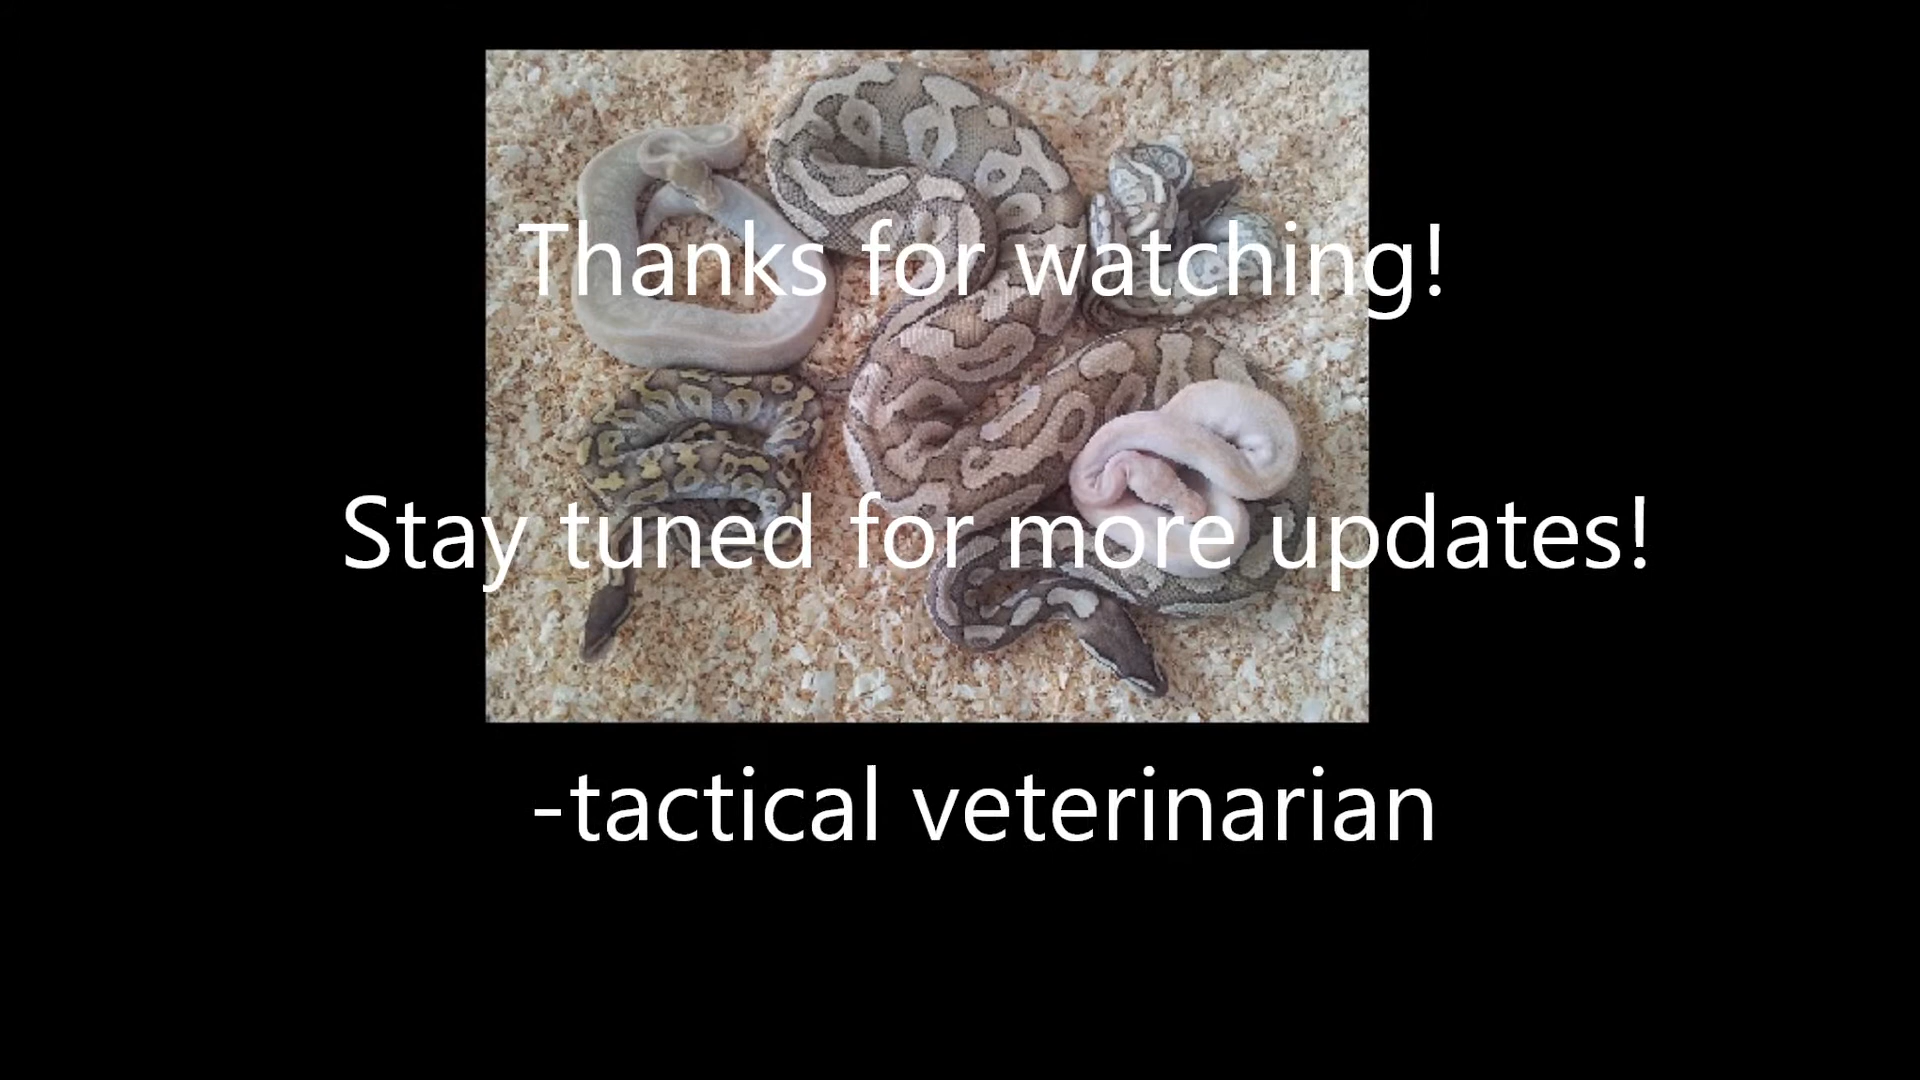 Thanks for watching!
Stay tuned for more updates!
-tactical veterinarian